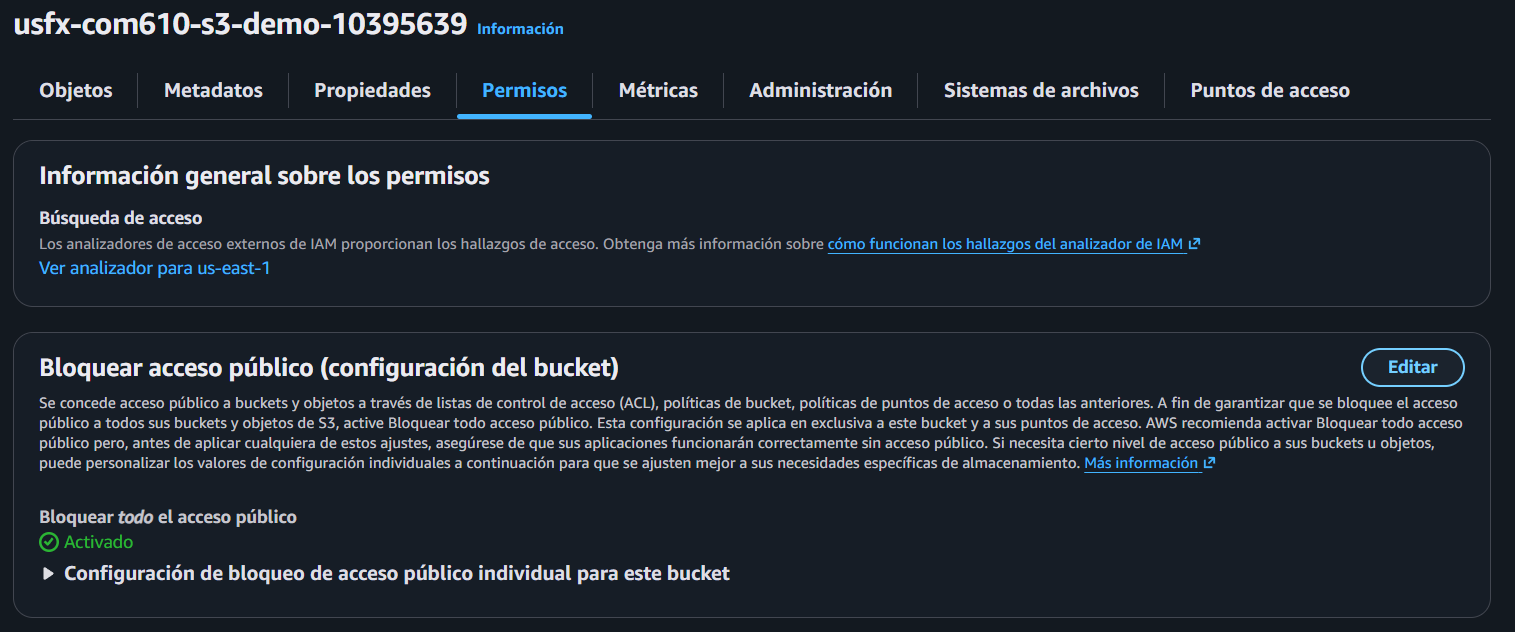 usfx-com610-s3-demo-10395639 Información
Objetos Metadatos Propiedades Permisos Métricas Administración Sistemas de archivos Puntos de acceso
Información general sobre los permisos
Búsqueda de acceso
Los analizadores de acceso externos de IAM proporcionan los hallazgos de acceso. Obtenga más información sobre cómo funcionan los hallazgos del analizador de IAM
Ver analizador para us-east-1
Bloquear acceso público (configuración del bucket)
Editar
Se concede acceso público a buckets y objetos a través de listas de control de acceso (ACL), políticas de bucket, políticas de puntos de acceso o todas las anteriores. A fin de garantizar que se bloquee el acceso
público a todos sus buckets y objetos de S3, active Bloquear todo acceso público. Esta configuración se aplica en exclusiva a este bucket y a sus puntos de acceso. AWS recomienda activar Bloquear todo acceso
público pero, antes de aplicar cualquiera de estos ajustes, asegúrese de que sus aplicaciones funcionarán correctamente sin acceso público. Si necesita cierto nivel de acceso público a sus buckets u objetos,
puede personalizar los valores de configuración individuales a continuación para que se ajusten mejor a sus necesidades específicas de almacenamiento. Más información
Bloquear todo el acceso público
Activado
Configuración de bloqueo de acceso público individual para este bucket